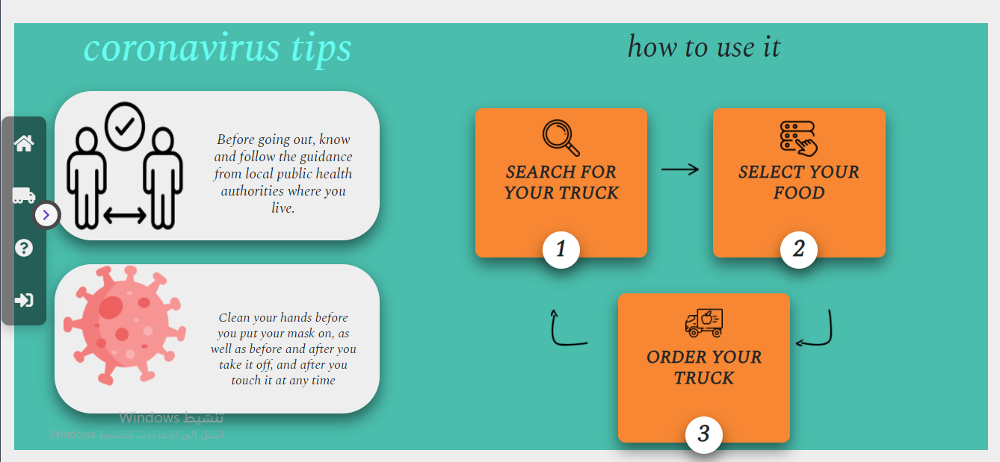 coronavirus tips
Before going out, know
and follow the guidance
from local public health
authorities where you
live.
Clean your hands before
you put your mask on, as
well as before and after you
take it off, and after you
touch it at any time
تنشيط Windows
انتقل إلى الإعدادات لتنشيط Windows
how to use it
SEARCH FOR
YOUR TRUCK
1
SELECT YOUR
FOOD
2
ORDER YOUR
TRUCK
3